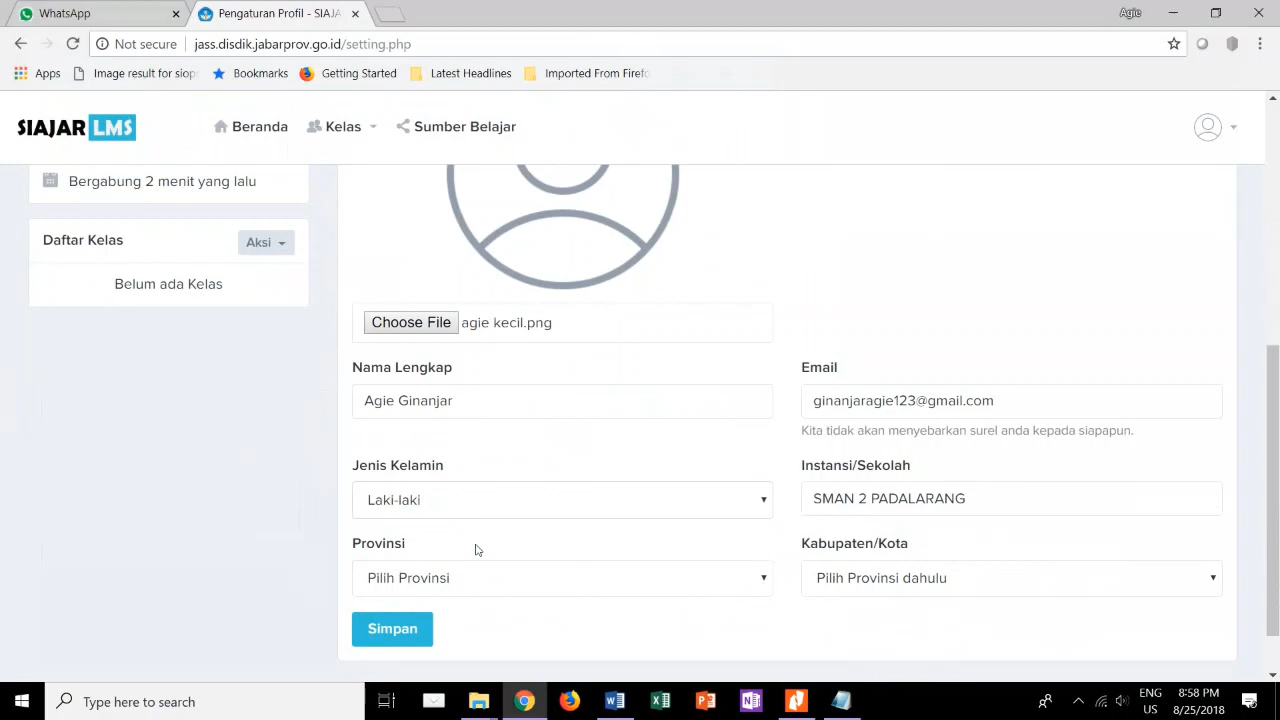 WhatsApp
Pengaturan Profil - SIAJA
Agie
Not secure
jass.disdik.jabarprov.go.id/setting.php
Apps
Image result for siop
Bookmarks
Getting Started
Latest Headlines
Imported From Firefo
SIAJAR LMS
Beranda
Kelas
Sumber Belajar
Bergabung 2 menit yang lalu
Daftar Kelas
Aksi
Belum ada Kelas
Choose File agie kecil.png
Nama Lengkap
Email
Agie Ginanjar
ginanjaragie123@gmail.com
Kita tidak akan menyebarkan surel anda kepada siapapun.
Jenis Kelamin
Instansi/Sekolah
Laki-laki
SMAN 2 PADALARANG
Provinsi
Kabupaten/Kota
Pilih Provinsi
Pilih Provinsi dahulu
Simpan
Type here to search
ENG
US
8:58 PM
8/25/2018